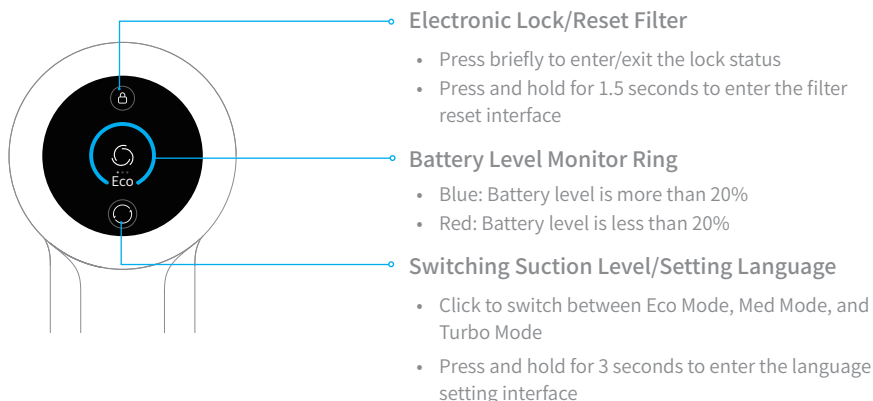 Electronic Lock/Reset Filter
• Press briefly to enter/exit the lock status
• Press and hold for 1.5 seconds to enter the filter
reset interface
Battery Level Monitor Ring
• Blue: Battery level is more than 20%
• Red: Battery level is less than 20%
Switching Suction Level/Setting Language
• Click to switch between Eco Mode, Med Mode, and
Turbo Mode
• Press and hold for 3 seconds to enter the language
setting interface
Eco